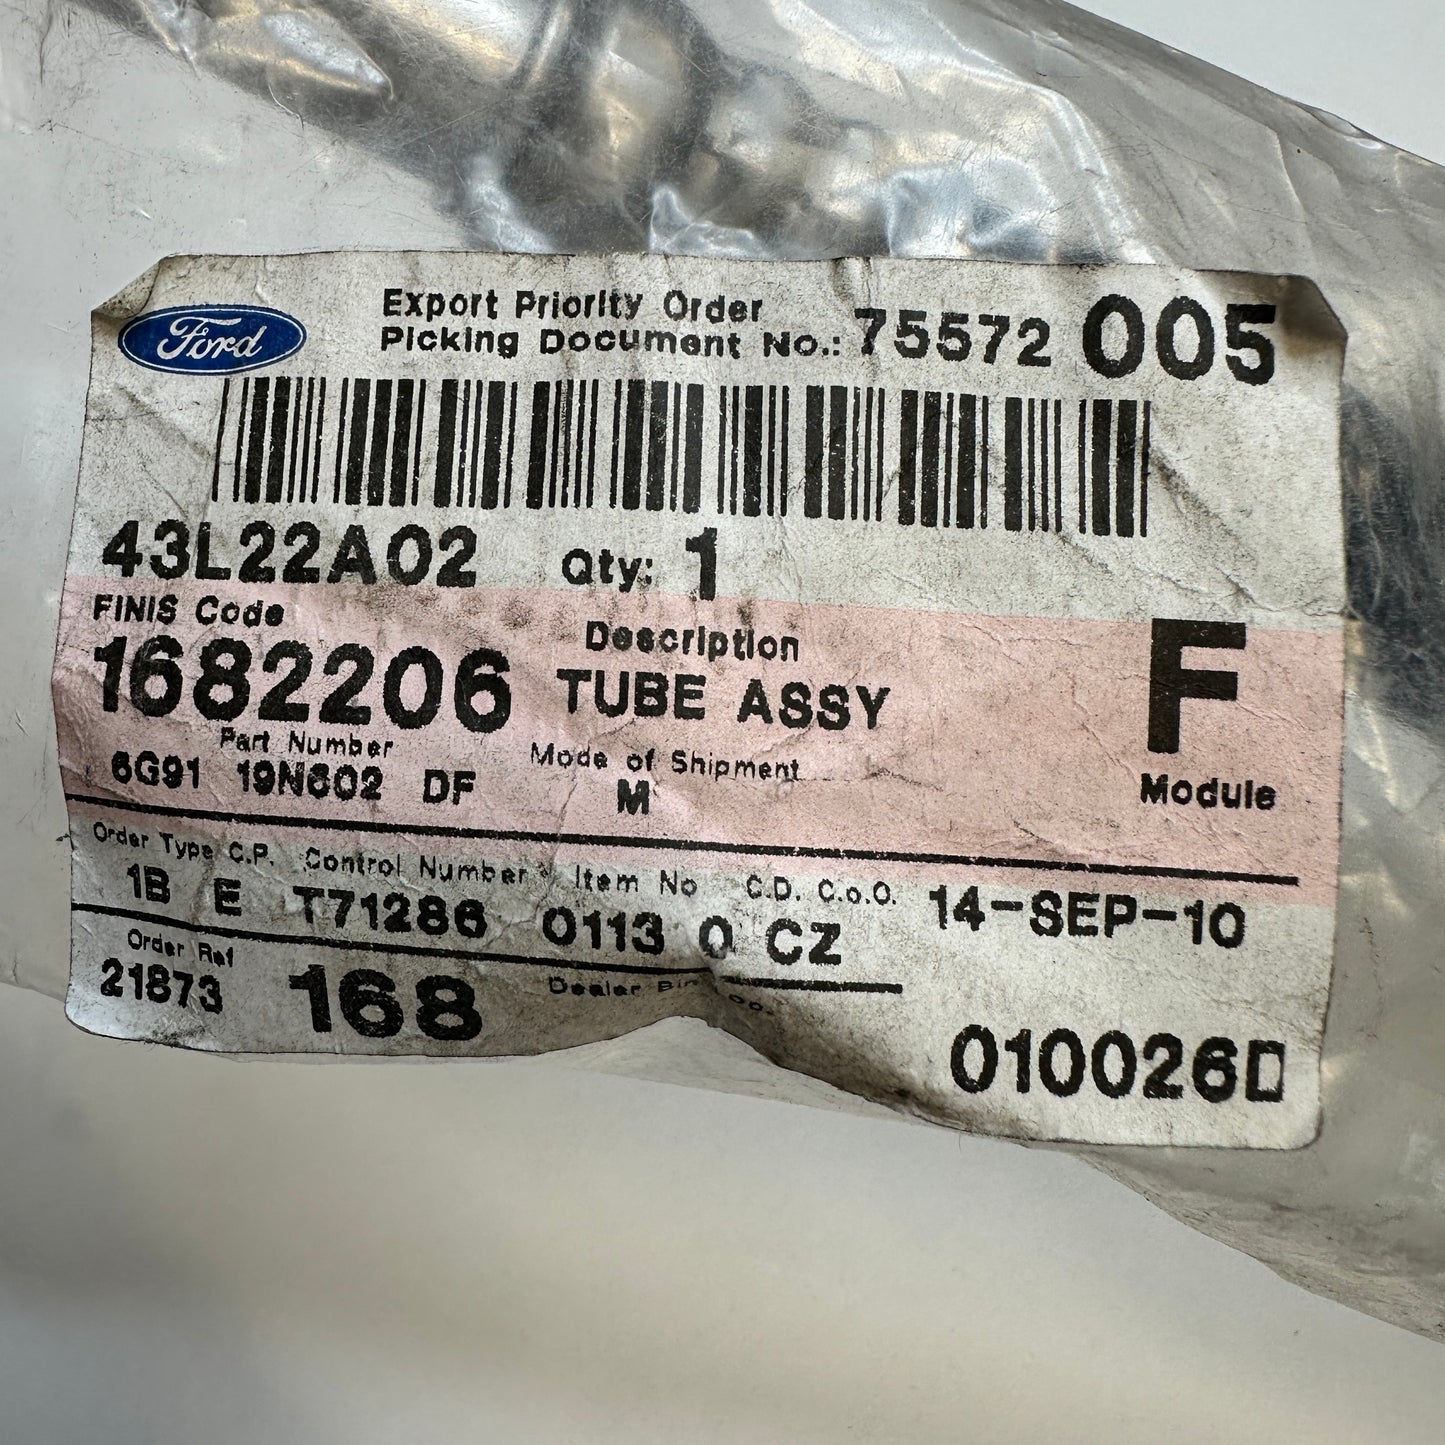 Ford
Export Priority Order
Picking Document No.: 75572 005
43L22A02 Qty: 1
FINIS Code Description
1682206 TUBE ASSY F
Part Number Mode of Shipment Module
6G91 19N602 DF M
Order Type C.P. Control Number Item No C.D. C.o.O.
1B E T71286 0113 0 CZ 14-SEP-10
Order Ref Dealer Bin
21873 168
010026D